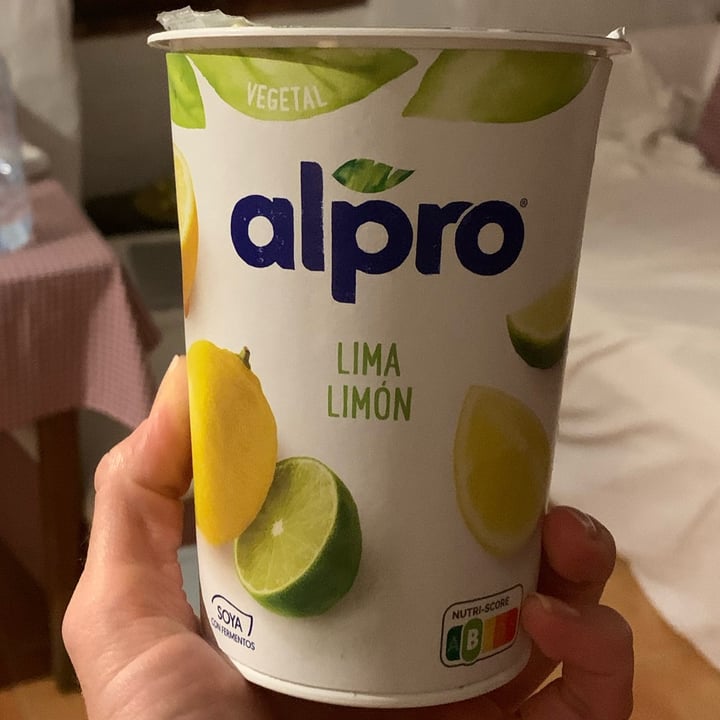 VEGETAL
alpro®
LIMA
LIMÓN
SOYA
CON FERMENTOS
NUTRI-SCORE
A B